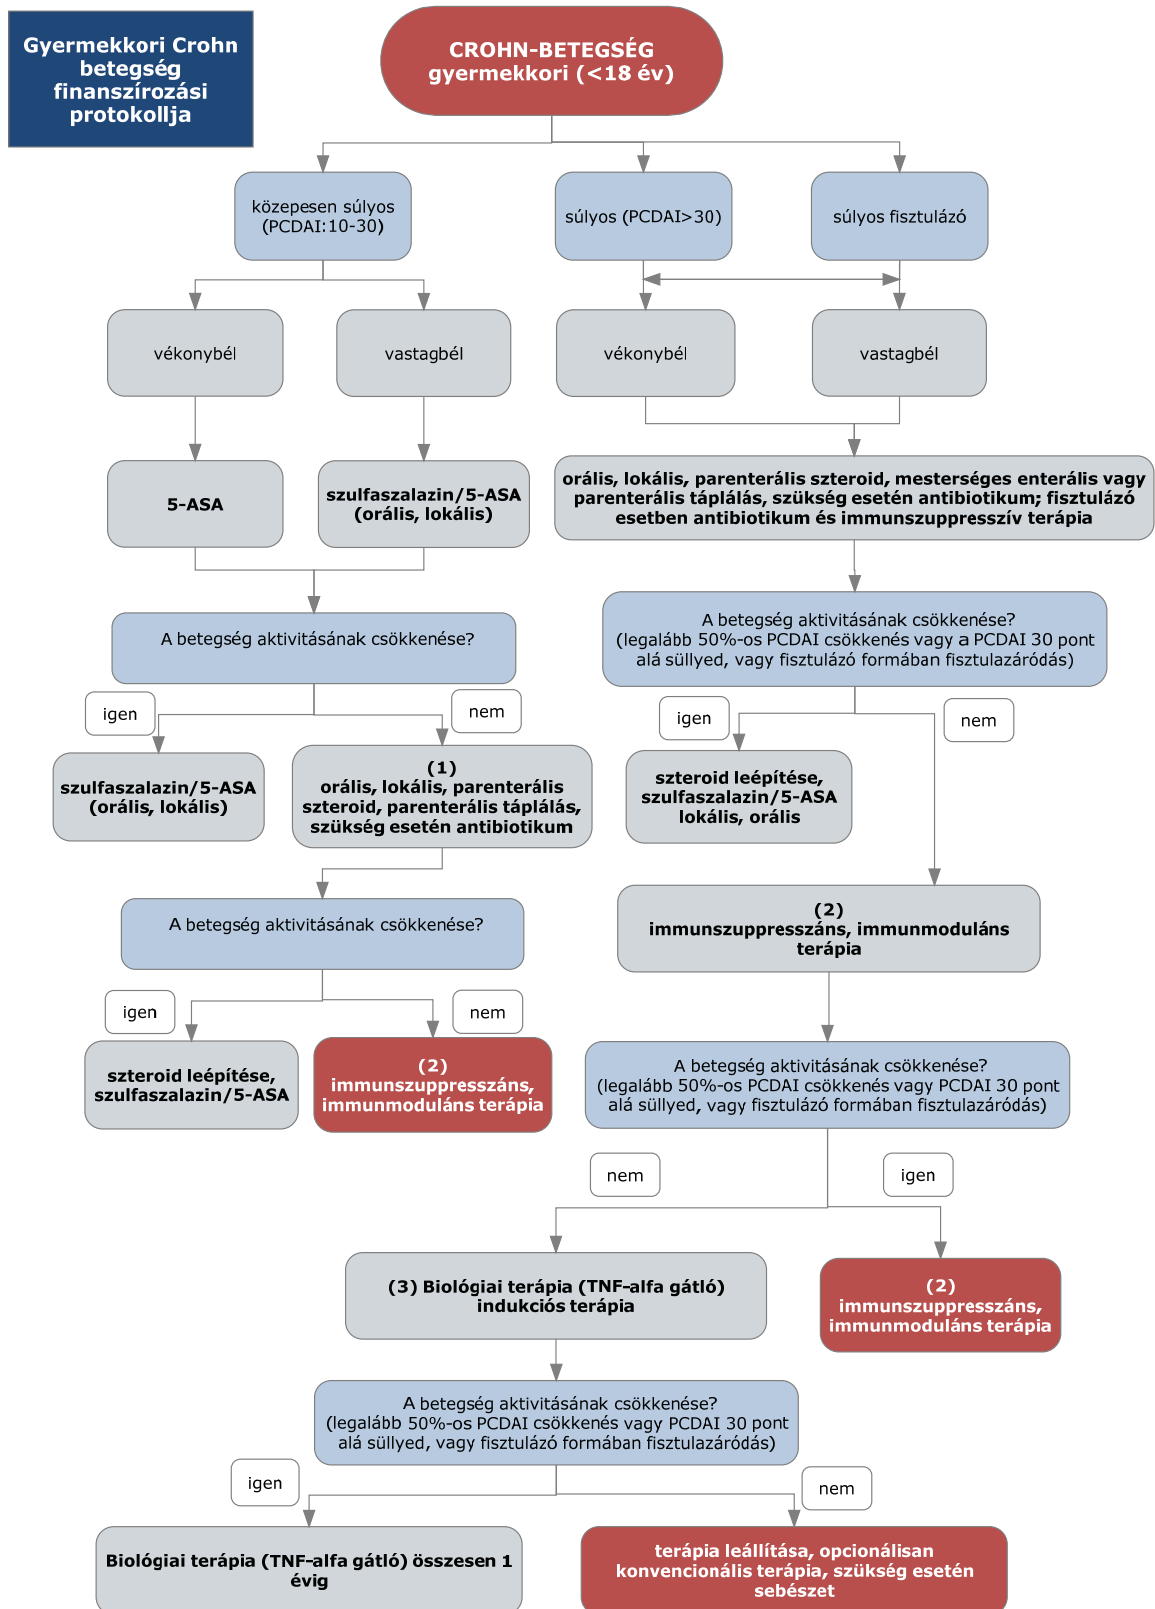 Gyermekkori Crohn
betegség
finanszírozási
protokollja
CROHN-BETEGSÉG
gyermekkori (<18 év)
közepesen súlyos
(PCDAI:10-30)
súlyos (PCDAI>30)
súlyos fisztulázó
vékonybél
vastagbél
vékonybél
vastagbél
5-ASA
szulfaszalazin/5-ASA
(orális, lokális)
orális, lokális, parenterális szteroid, mesterséges enterális vagy
parenterális táplálás, szükség esetén antibiotikum; fisztulázó
esetben antibiotikum és immunszuppresszív terápia
A betegség aktivitásának csökkenése?
A betegség aktivitásának csökkenése?
(legalább 50%-os PCDAI csökkenés vagy a PCDAI 30 pont
alá süllyed, vagy fisztulázó formában fisztulazáródás)
igen
nem
igen
nem
szulfaszalazin/5-ASA
(orális, lokális)
(1)
orális, lokális, parenterális
szteroid, parenterális táplálás,
szükség esetén antibiotikum
szteroid leépítése,
szulfaszalazin/5-ASA
lokális, orális
A betegség aktivitásának csökkenése?
(2)
immunszuppresszáns, immunmoduláns
terápia
igen
nem
szteroid leépítése,
szulfaszalazin/5-ASA
(2)
immunszuppresszáns,
immunmoduláns terápia
A betegség aktivitásának csökkenése?
(legalább 50%-os PCDAI csökkenés vagy PCDAI 30 pont
alá süllyed, vagy fisztulázó formában fisztulazáródás)
nem
igen
(3) Biológiai terápia (TNF-alfa gátló)
indukciós terápia
(2)
immunszuppresszáns,
immunmoduláns terápia
A betegség aktivitásának csökkenése?
(legalább 50%-os PCDAI csökkenés vagy PCDAI 30 pont
alá süllyed, vagy fisztulázó formában fisztulazáródás)
igen
nem
Biológiai terápia (TNF-alfa gátló) összesen 1
évig
terápia leállítása, opcionálisan
konvencionális terápia, szükség esetén
sebészet